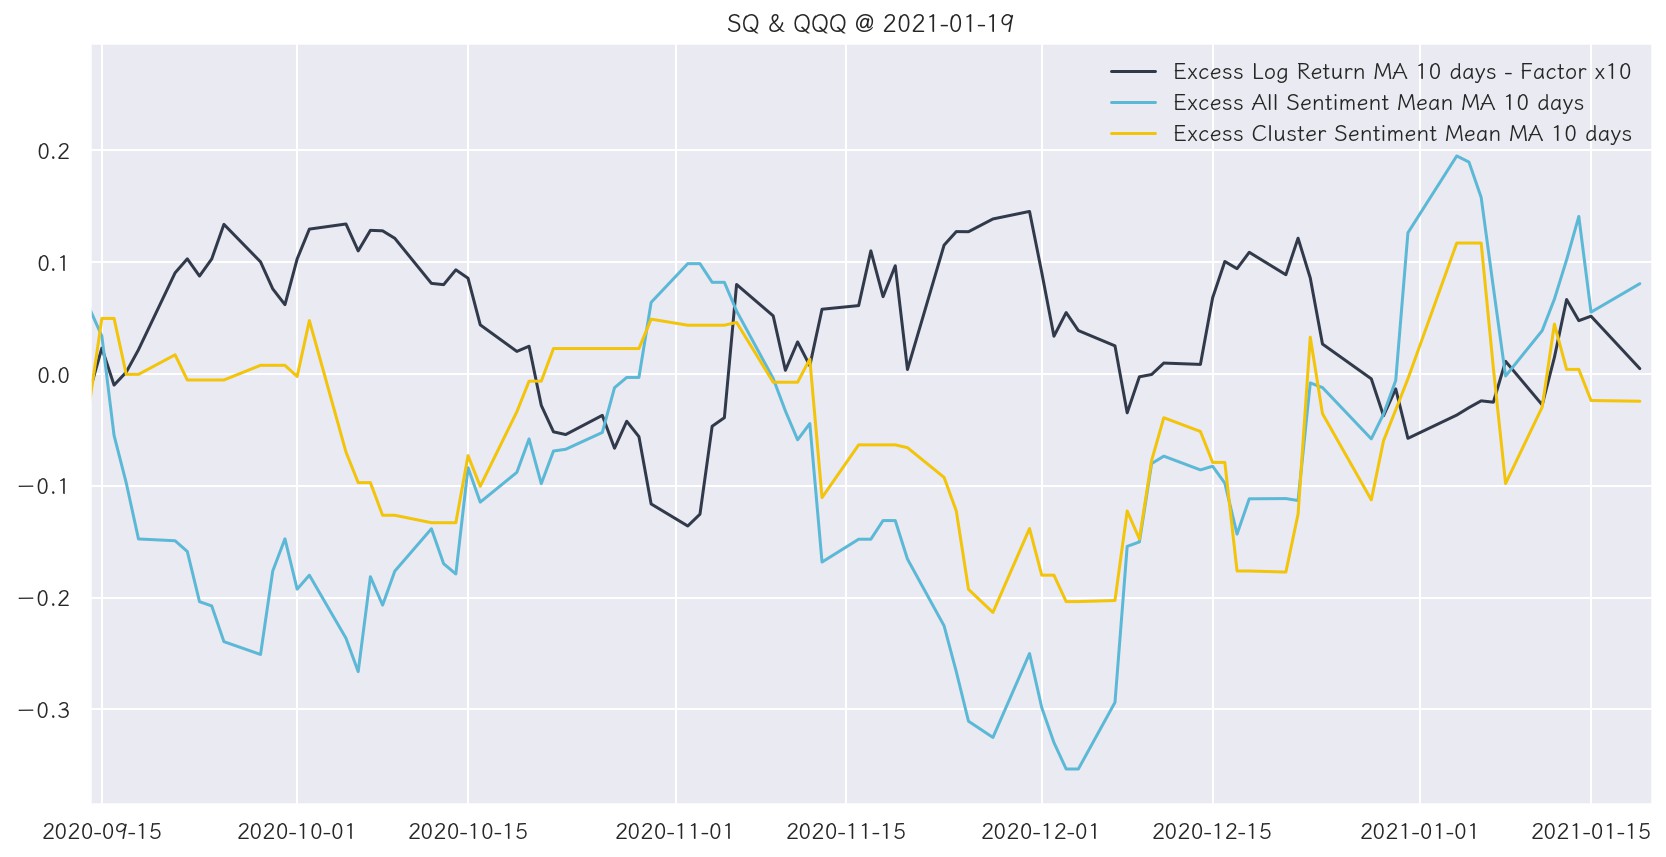 SQ & QQQ @ 2021-01-19
Excess Log Return MA 10 days - Factor x10
Excess All Sentiment Mean MA 10 days
Excess Cluster Sentiment Mean MA 10 days
0.2
0.1
0.0
−0.1
−0.2
−0.3
2020-09-15 2020-10-01 2020-10-15 2020-11-01 2020-11-15 2020-12-01 2020-12-15 2021-01-01 2021-01-15